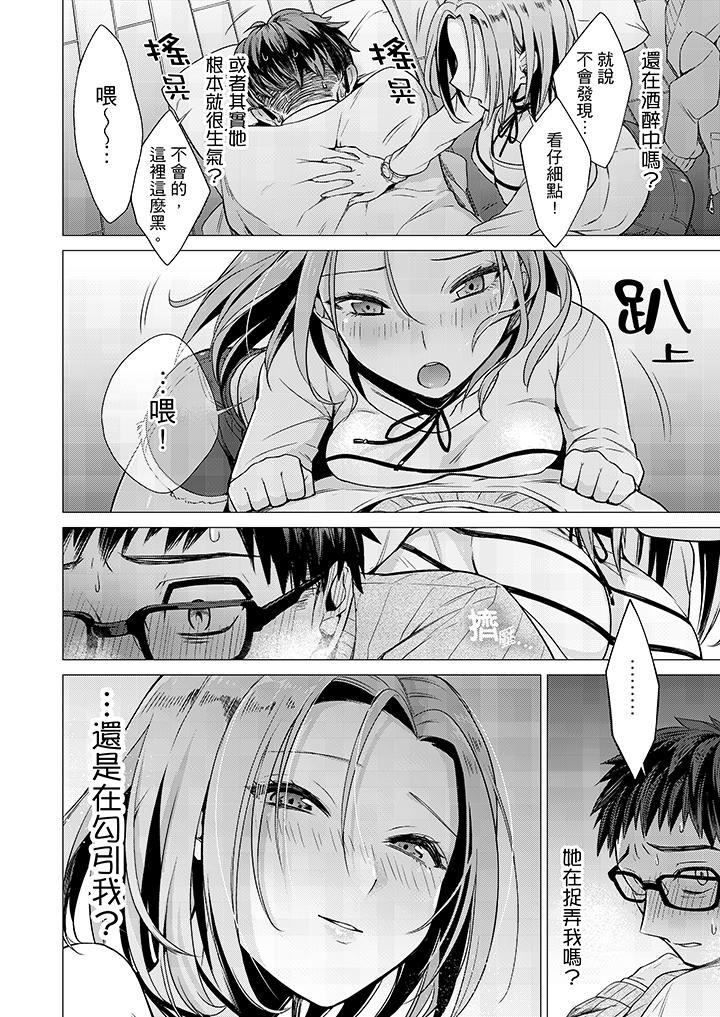 還在酒醉中嗎？
就說
不會發現…
看仔細點！
或者其實她
根本就很生氣？
搖晃
搖晃
不會的，
這裡這麼黑。
喂～…
趴上
…喂！
擠壓…
………
她在捉弄我嗎？
…還是在勾引我？